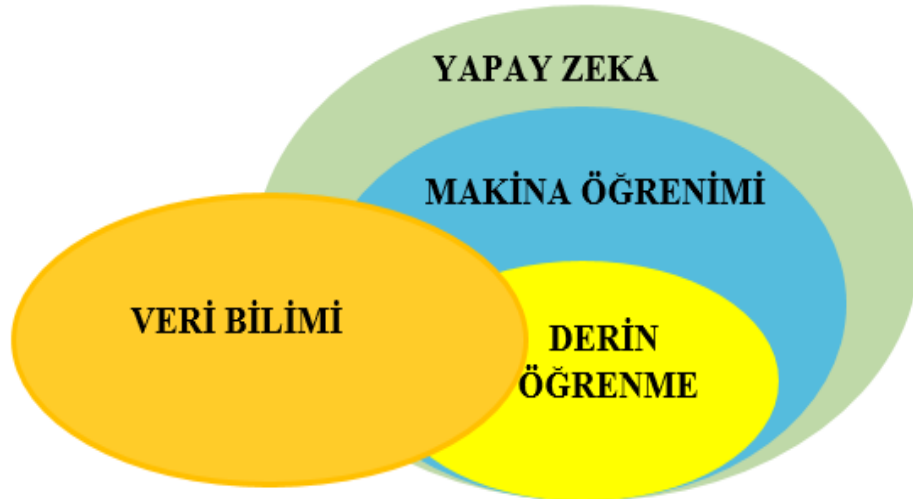 YAPAY ZEKA
MAKİNA ÖĞRENİMİ
VERİ BİLİMİ
DERİN
ÖĞRENME